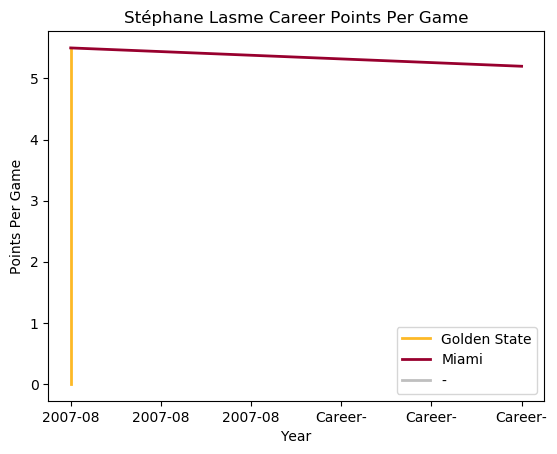 Stéphane Lasme Career Points Per Game
Points Per Game
5
4
3
2
1
0
Golden State
Miami
-
2007-08 2007-08 2007-08 Career- Career- Career-
Year